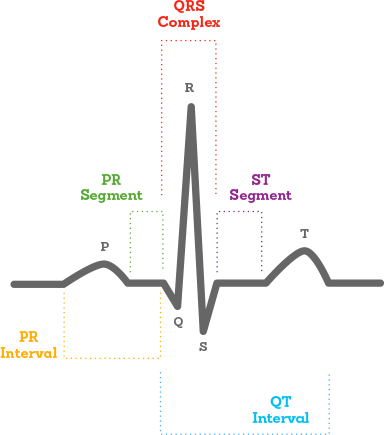 QRS
Complex
R
PR
Segment
ST
Segment
P
T
Q
S
PR
Interval
QT
Interval